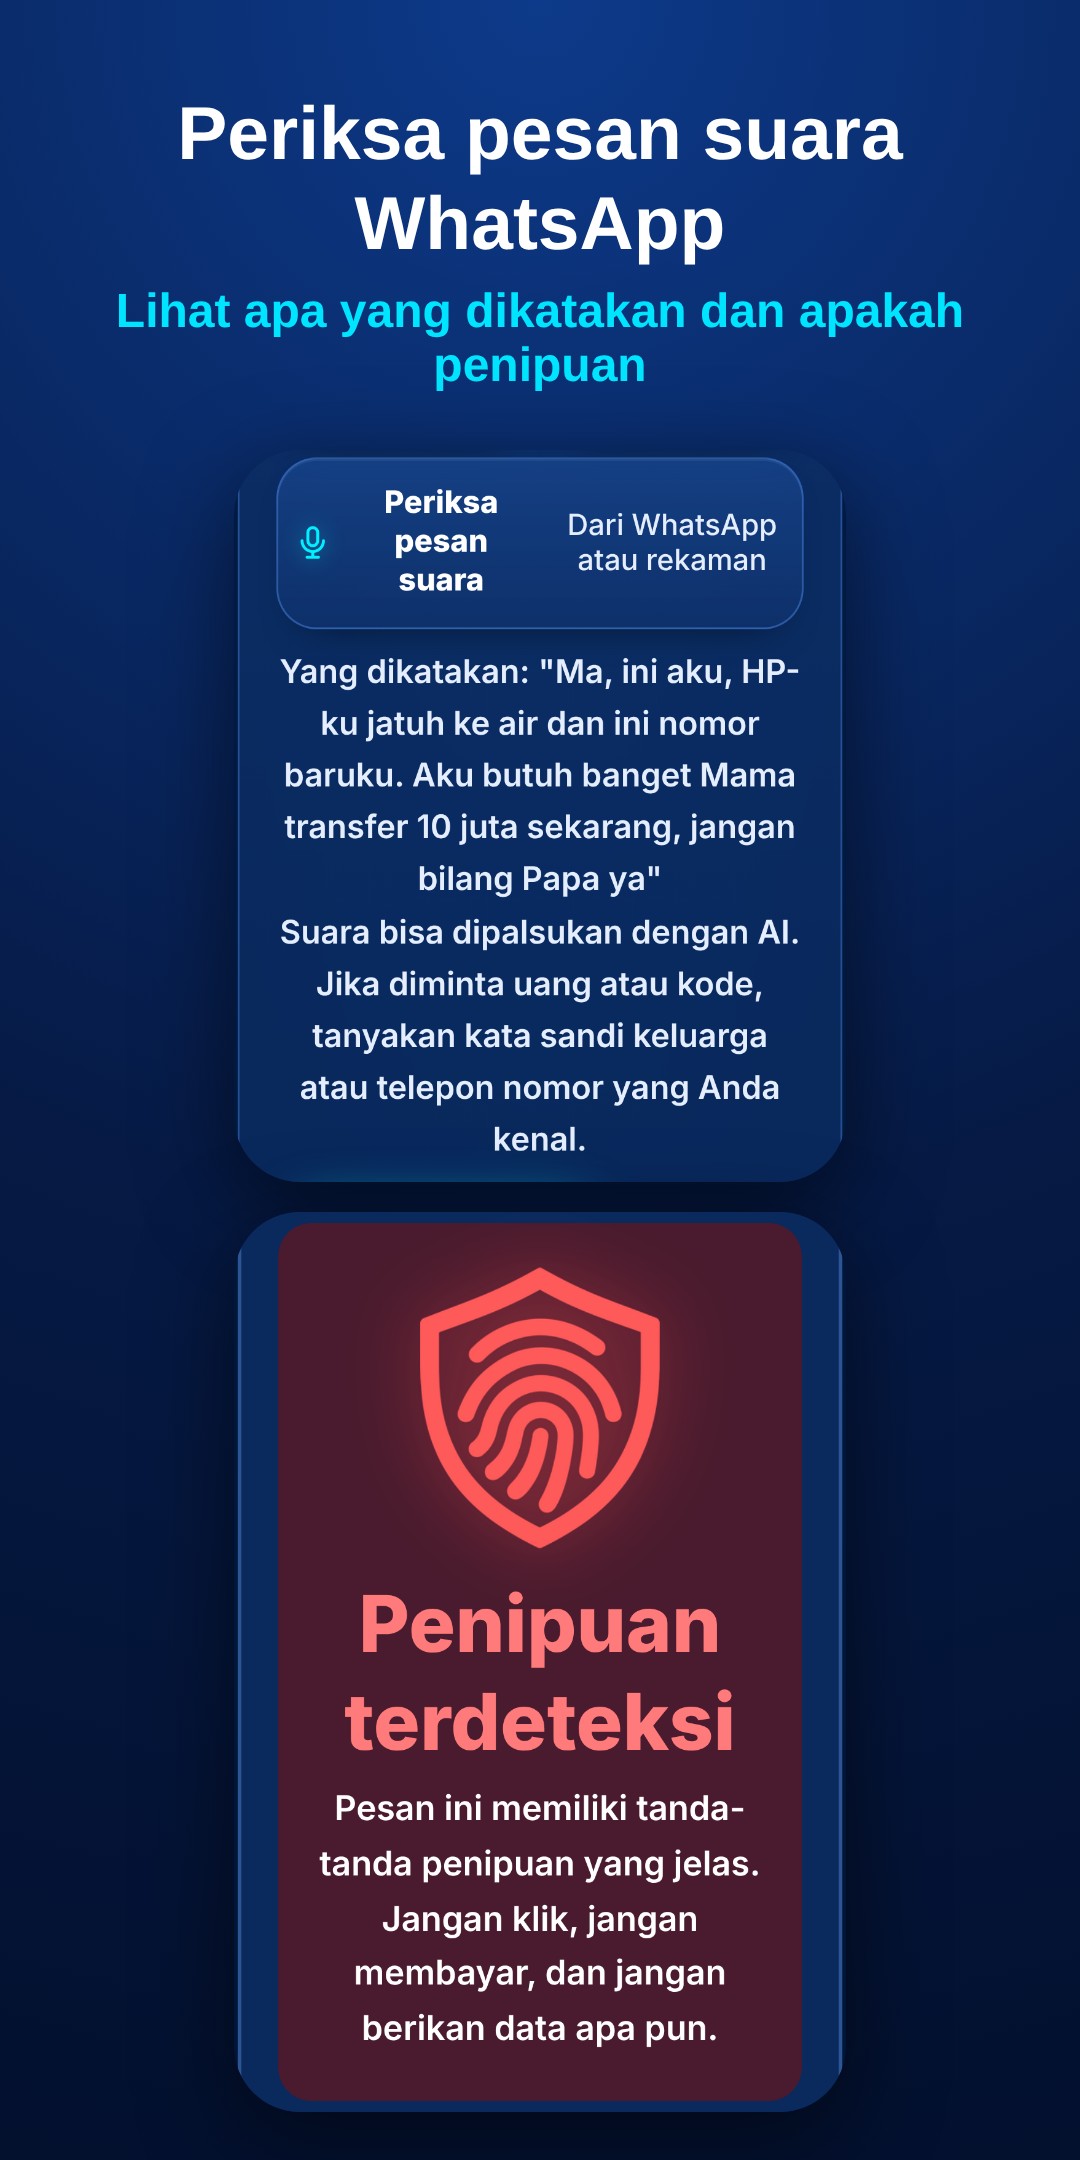 Periksa pesan suara
WhatsApp
Lihat apa yang dikatakan dan apakah
penipuan
Periksa
pesan
suara
Dari WhatsApp
atau rekaman
Yang dikatakan: "Ma, ini aku, HP-
ku jatuh ke air dan ini nomor
baruku. Aku butuh banget Mama
transfer 10 juta sekarang, jangan
bilang Papa ya"
Suara bisa dipalsukan dengan AI.
Jika diminta uang atau kode,
tanyakan kata sandi keluarga
atau telepon nomor yang Anda
kenal.
Penipuan
terdeteksi
Pesan ini memiliki tanda-
tanda penipuan yang jelas.
Jangan klik, jangan
membayar, dan jangan
berikan data apa pun.